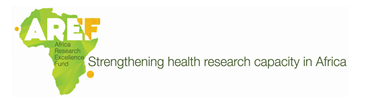 AREF
Africa
Research
Excellence
Fund
Strengthening health research capacity in Africa